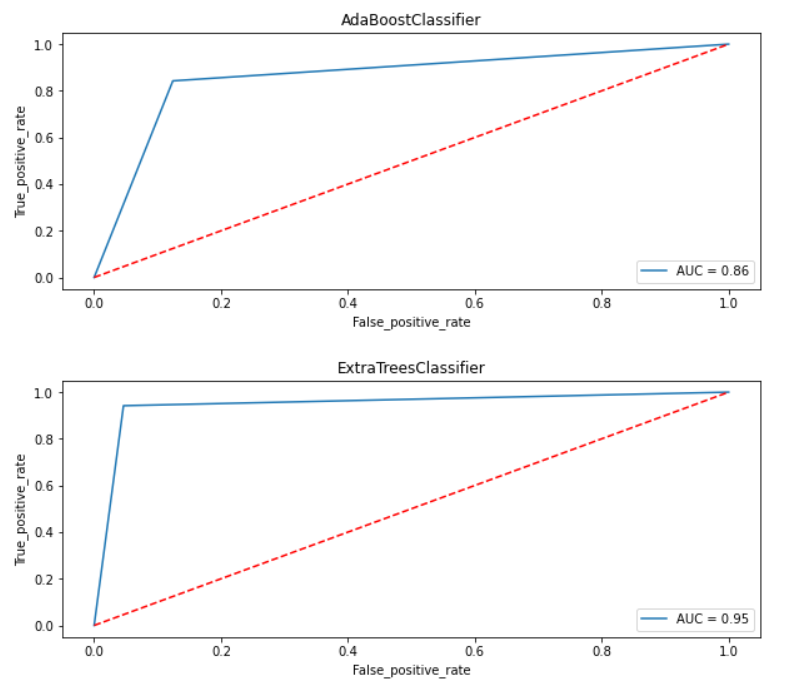 AdaBoostClassifier
1.0
0.8
0.6
0.4
0.2
0.0
True_positive_rate
AUC = 0.86
0.0 0.2 0.4 0.6 0.8 1.0
False_positive_rate
ExtraTreesClassifier
1.0
0.8
0.6
0.4
0.2
0.0
True_positive_rate
AUC = 0.95
0.0 0.2 0.4 0.6 0.8 1.0
False_positive_rate